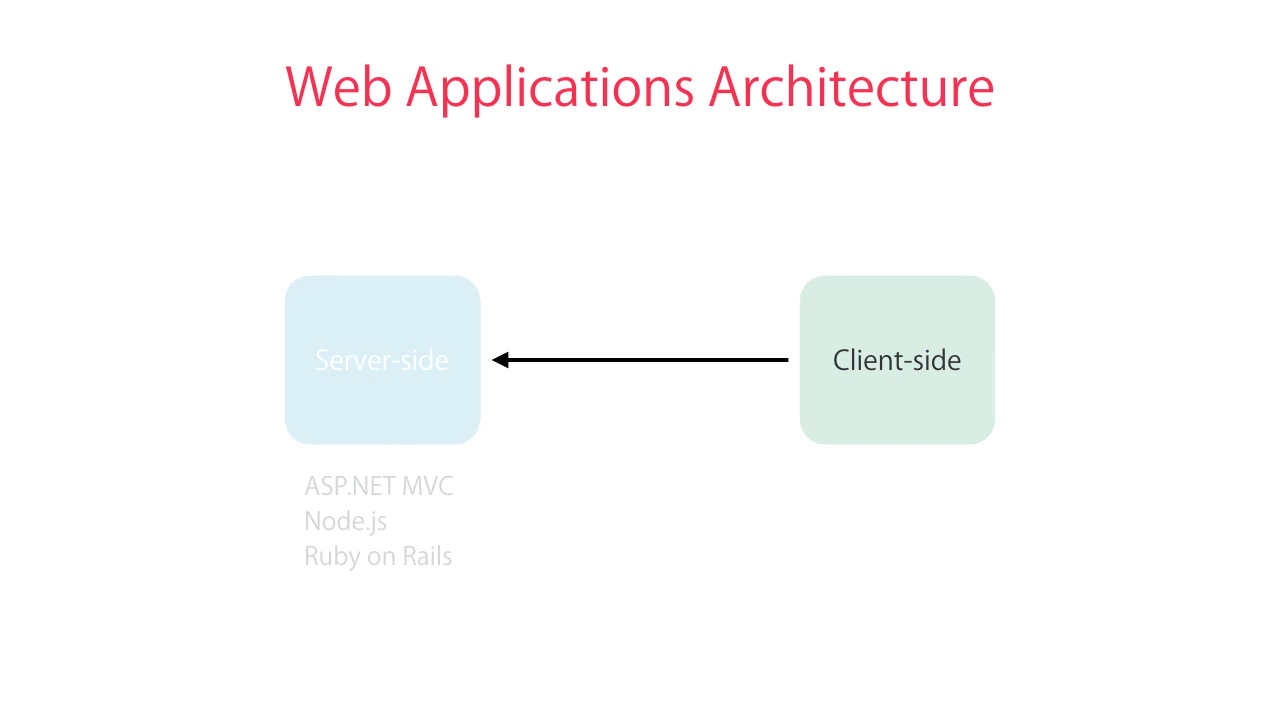 Web Applications Architecture
Server-side
Client-side
ASP.NET MVC
Node.js
Ruby on Rails